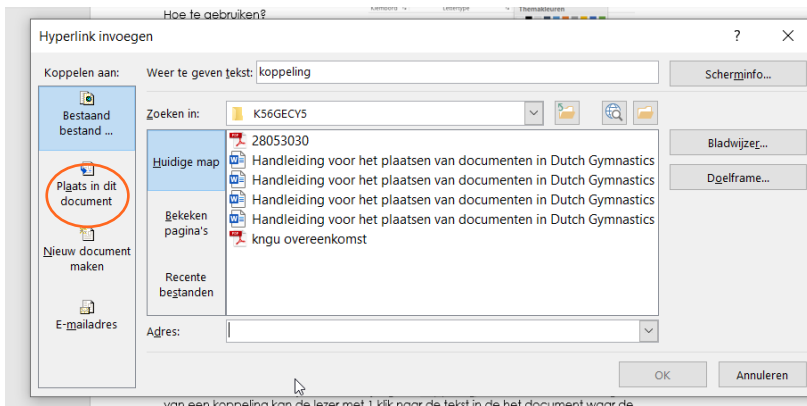 Hoe te gebruiken?
Klembord
Lettertype
Themakleuren
Hyperlink invoegen
?
Koppelen aan:
Weer te geven tekst: koppeling
Scherminfo...
Bestaand
bestand ...
Zoeken in:
K56GECY5
Huidige map
28053030
Bladwijzer...
Handleiding voor het plaatsen van documenten in Dutch Gymnastics
Plaats in dit
document
Handleiding voor het plaatsen van documenten in Dutch Gymnastics
Doelframe...
Handleiding voor het plaatsen van documenten in Dutch Gymnastics
Bekeken
pagina's
Handleiding voor het plaatsen van documenten in Dutch Gymnastics
kngu overeenkomst
Nieuw document
maken
Recente
bestanden
E-mailadres
Adres:
OK
Annuleren
van een koppeling kan de lezer met 1 klik naar de tekst in de het document waar de